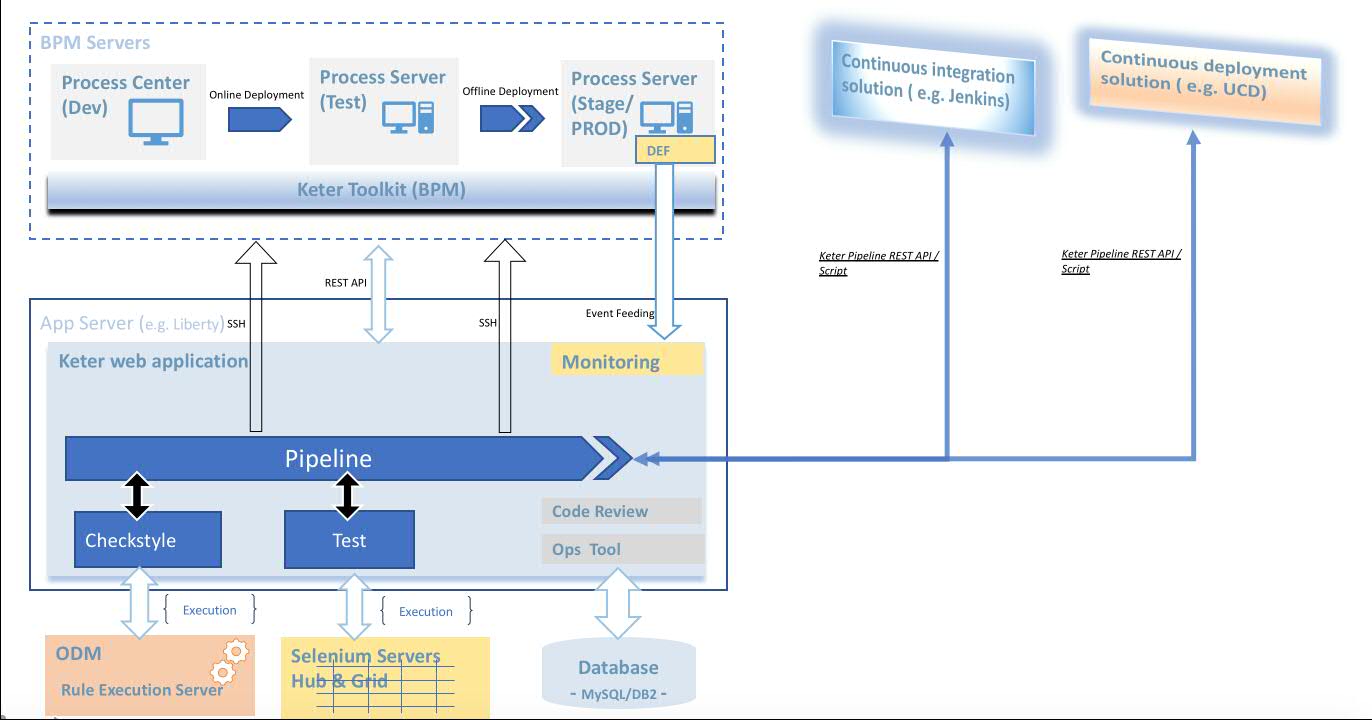 BPM Servers
Process Center
(Dev)
Online Deployment
Process Server
(Test)
Offline Deployment
Process Server
(Stage/
PROD)
DEF
Keter Toolkit (BPM)
Continuous integration
solution ( e.g. Jenkins)
Continuous deployment
solution ( e.g. UCD)
Keter Pipeline REST API /
Script
Keter Pipeline REST API /
Script
REST API
App Server (e.g. Liberty)
SSH
SSH
Event Feeding
Keter web application
Monitoring
Pipeline
Checkstyle
Test
Code Review
Ops Tool
Execution
Execution
ODM
Rule Execution Server
Selenium Servers
Hub & Grid
Database
- MySQL/DB2 -